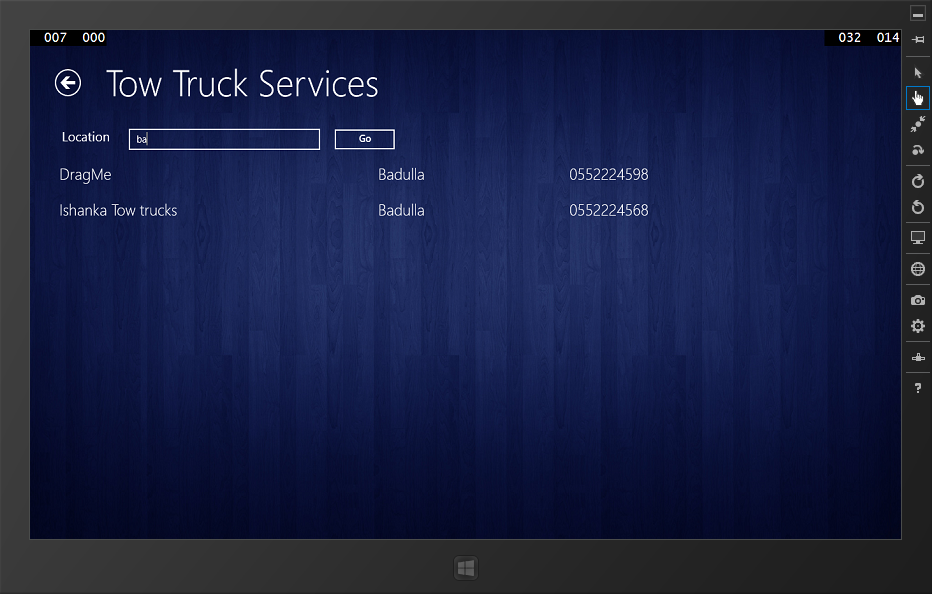 007 000 032 014
Tow Truck Services
Location ba Go
DragMe Badulla 0552224598
Ishanka Tow trucks Badulla 0552224568
?